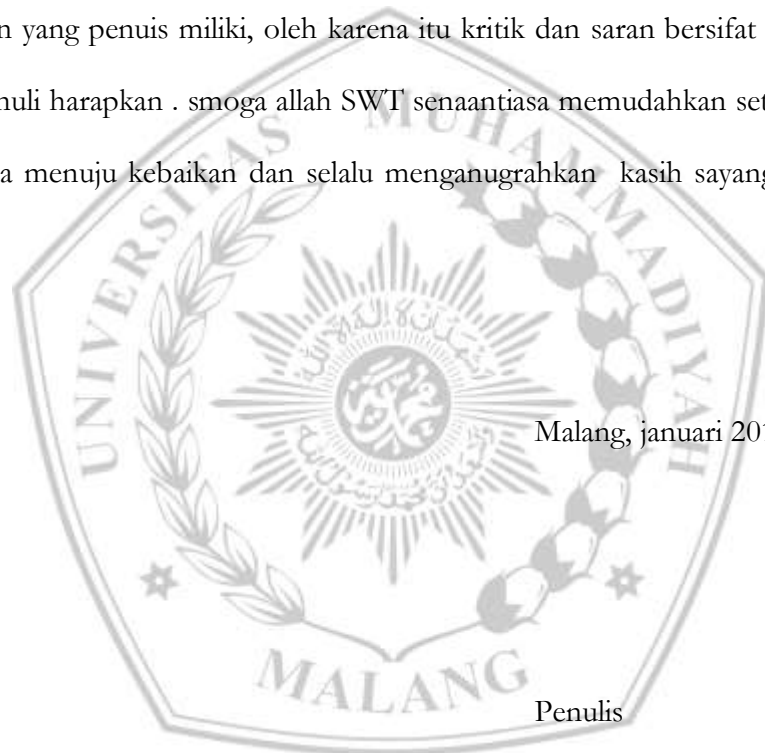 n yang penuis miliki, oleh karena itu kritik dan saran bersifat
nuli harapkan . smoga allah SWT senaantiasa memudahkan set
a menuju kebaikan dan selalu menganugrahkan kasih sayang
UNIVERSITAS MUHAMMADIYAH
Malang, januari 201
MALANG
Penulis